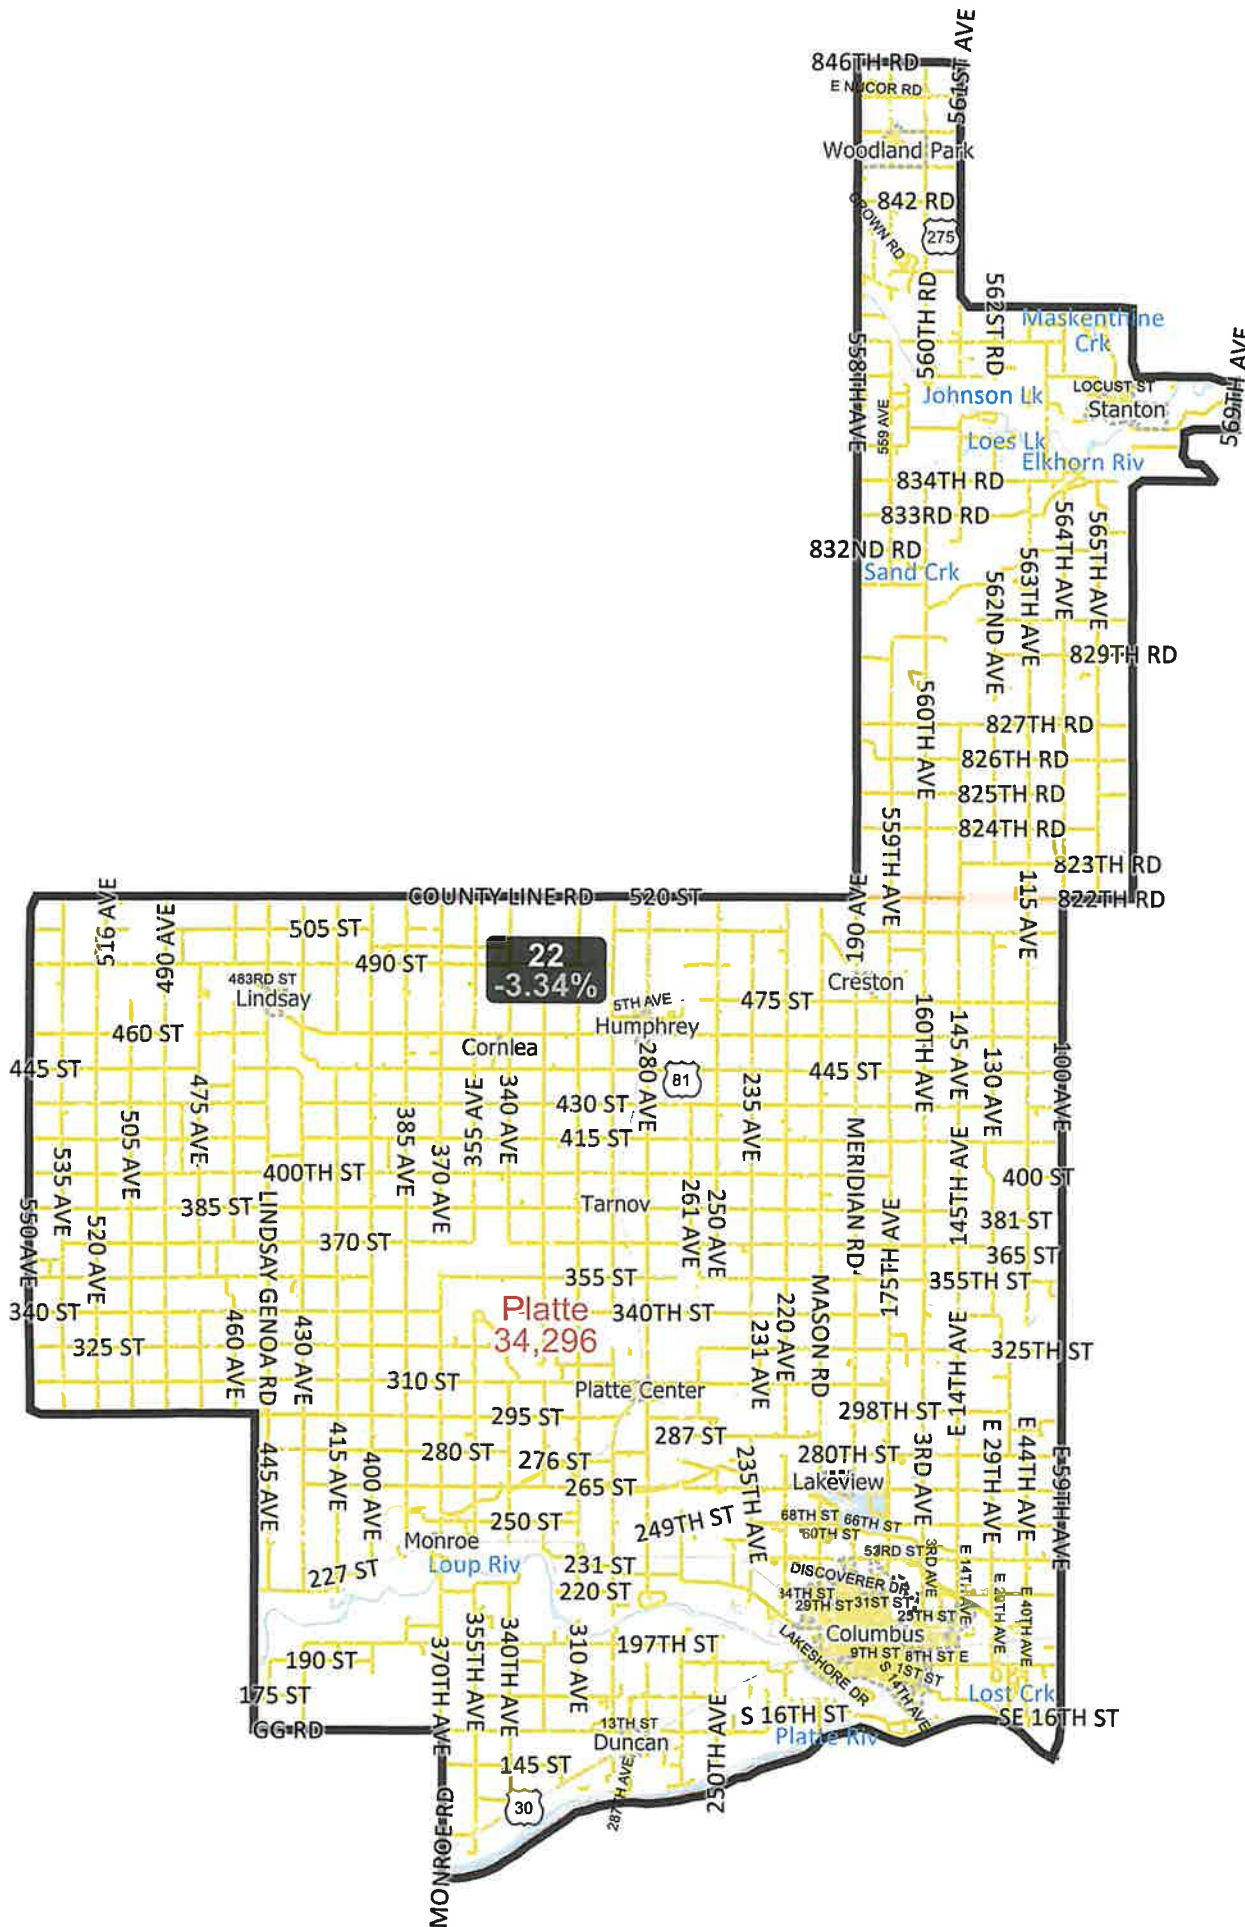 561ST AVE
846TH RD
E NUCOR RD
Woodland Park
842 RD
CROWN RD
275
560TH RD
562ST RD
Maskenthine
Crk
558TH AVE
569TH AVE
LOCUST ST
Johnson Lk
Stanton
559 AVE
Loes Lk
Elkhorn Riv
834TH RD
833RD RD
564TH AVE
565TH AVE
832ND RD
Sand Crk
563TH AVE
562ND AVE
829TH RD
560TH AVE
827TH RD
826TH RD
825TH RD
559TH AVE
824TH RD
823TH RD
115 AVE
190 AVE
822TH RD
COUNTY LINE RD
520 ST
516 AVE
490 AVE
505 ST
22
-3.34%
490 ST
483RD ST
Lindsay
Creston
5TH AVE
475 ST
Humphrey
160TH AVE
145 AVE
460 ST
Cornlea
280 AVE
130 AVE
100 AVE
445 ST
81
445 ST
475 AVE
355 AVE
340 AVE
235 AVE
430 ST
505 AVE
385 AVE
415 ST
MERIDIAN RD
145TH AVE
535 AVE
370 AVE
400TH ST
400 ST
385 ST
LINDSAY GENOA RD
Tarnov
261 AVE
250 AVE
175TH AVE
381 ST
550 AVE
520 AVE
370 ST
365 ST
355 ST
355TH ST
MASON RD
340 ST
Platte
34,296
340TH ST
220 AVE
231 AVE
E 14TH AVE
325 ST
460 AVE
430 AVE
325TH ST
310 ST
Platte Center
295 ST
298TH ST
287 ST
415 AVE
445 AVE
400 AVE
280 ST
276 ST
280TH ST
3RD AVE
E 29TH AVE
E 44TH AVE
E 59TH AVE
235TH AVE
Lakeview
265 ST
250 ST
249TH ST
68TH ST
66TH ST
60TH ST
Monroe
Loup Riv
231 ST
53RD ST
3RD AVE
E 14TH AVE
227 ST
220 ST
DISCOVERER DR
E 29TH AVE
E 40TH AVE
34TH ST
29TH ST
31ST ST
25TH ST
Columbus
370TH AVE
355TH AVE
340TH AVE
310 AVE
197TH ST
LAKESHORE DR
9TH ST
8TH ST E
1ST ST
S 14TH AVE
190 ST
175 ST
Lost Crk
250TH AVE
S 16TH ST
SE 16TH ST
GG RD
13TH ST
Duncan
Platte Riv
145 ST
287TH AVE
30
MONROE RD